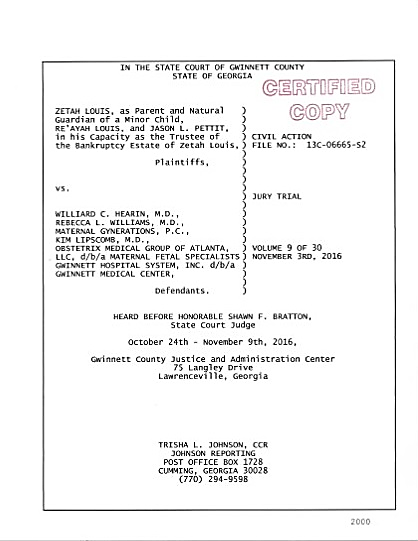 IN THE STATE COURT OF GWINNETT COUNTY
STATE OF GEORGIA
CERTIFIED
COPY
ZETAH LOUIS, as Parent and Natural )
Guardian of a Minor Child, )
RE'AYAH LOUIS, and JASON L. PETTIT, )
in his Capacity as the Trustee of ) CIVIL ACTION
the Bankruptcy Estate of Zetah Louis, ) FILE NO.: 13C-06665-S2
)
Plaintiffs, )
)
vs. )
) JURY TRIAL
)
WILLIARD C. HEARIN, M.D., )
REBECCA L. WILLIAMS, M.D., )
MATERNAL GYNERATIONS, P.C., )
KIM LIPSCOMB, M.D., )
OBSTETRIX MEDICAL GROUP OF ATLANTA, ) VOLUME 9 OF 30
LLC, d/b/a MATERNAL FETAL SPECIALISTS ) NOVEMBER 3RD, 2016
GWINNETT HOSPITAL SYSTEM, INC. d/b/a )
GWINNETT MEDICAL CENTER, )
)
Defendants. )
HEARD BEFORE HONORABLE SHAWN F. BRATTON,
State Court Judge
October 24th - November 9th, 2016,
Gwinnett County Justice and Administration Center
75 Langley Drive
Lawrenceville, Georgia
TRISHA L. JOHNSON, CCR
JOHNSON REPORTING
POST OFFICE BOX 1728
CUMMING, GEORGIA 30028
(770) 294-9598
2000